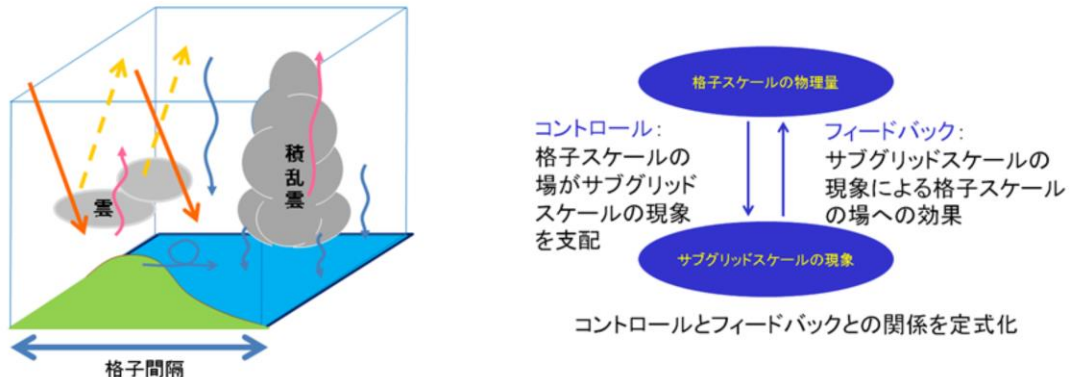 雲
積乱雲
格子間隔
格子スケールの物理量
コントロール：
格子スケールの
場がサブグリッド
スケールの現象
を支配
フィードバック：
サブグリッドスケールの
現象による格子スケール
の場への効果
サブグリッドスケールの現象
コントロールとフィードバックとの関係を定式化